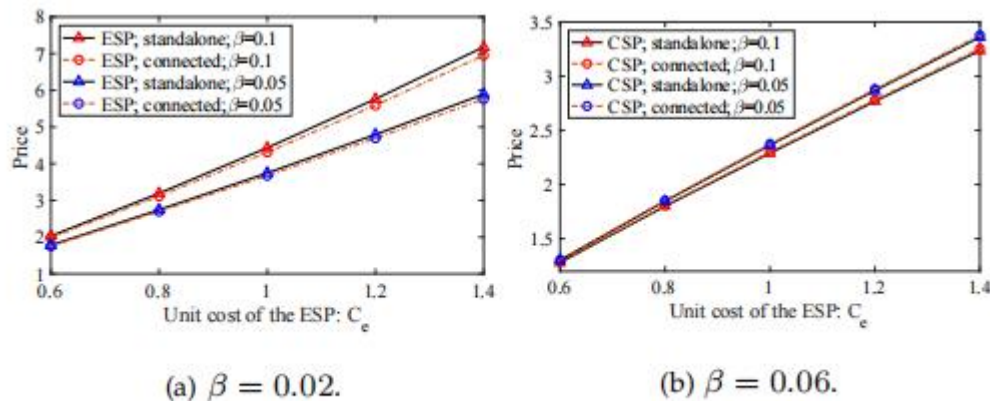 8
7
6
5
4
3
2
1
Price
ESP; standalone; β=0.1
ESP; connected; β=0.1
ESP; standalone; β=0.05
ESP; connected; β=0.05
0.6 0.8 1 1.2 1.4
Unit cost of the ESP: C_e
(a) β = 0.02.
3.5
3
2.5
2
1.5
Price
CSP; standalone; β=0.1
CSP; connected; β=0.1
CSP; standalone; β=0.05
CSP; connected; β=0.05
0.6 0.8 1 1.2 1.4
Unit cost of the ESP: C_e
(b) β = 0.06.